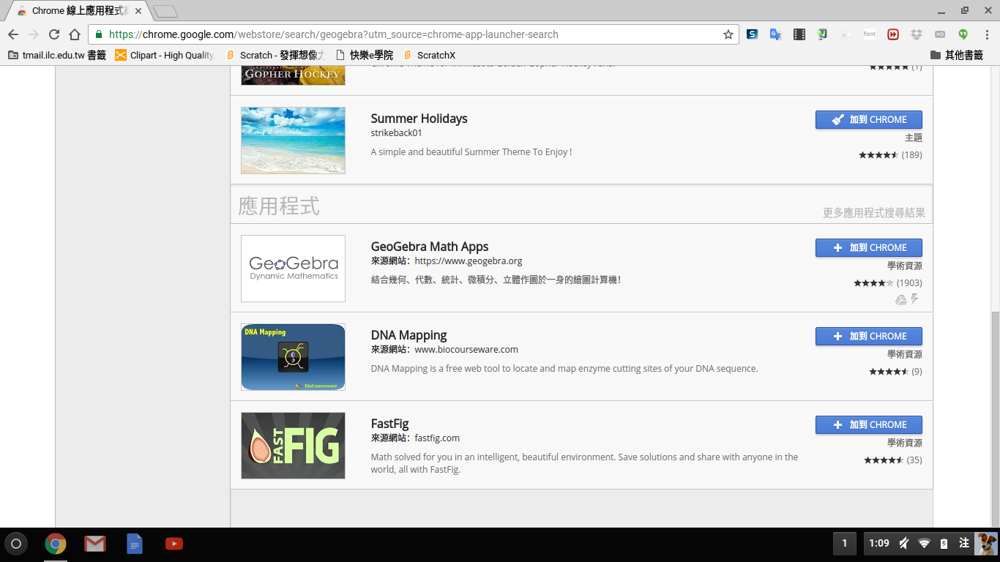 Chrome 線上應用程式商
https://chrome.google.com/webstore/search/geogebra?utm_source=chrome-app-launcher-search
font
HD
tmail.ilc.edu.tw 書籤
Clipart - High Quality
Scratch - 發揮想像力
快樂e學院
ScratchX
其他書籤
GOPHER HOCKEY
Chrome Theme for Minnesota Golden Gopher Hockey Fans!
(1)
Summer Holidays
加到 CHROME
strikeback01
主題
A simple and beautiful Summer Theme To Enjoy !
(189)
應用程式
更多應用程式搜尋結果
GeoGebra
Dynamic Mathematics
GeoGebra Math Apps
加到 CHROME
來源網站: https://www.geogebra.org
學術資源
結合幾何、代數、統計、微積分、立體作圖於一身的繪圖計算機!
(1903)
DNA Mapping
BioCourseware
DNA Mapping
加到 CHROME
來源網站: www.biocourseware.com
學術資源
DNA Mapping is a free web tool to locate and map enzyme cutting sites of your DNA sequence.
(9)
FAST FIG
FastFig
加到 CHROME
來源網站: fastfig.com
學術資源
Math solved for you in an intelligent, beautiful environment. Save solutions and share with anyone in the
world, all with FastFig.
(35)
1
1:09
注